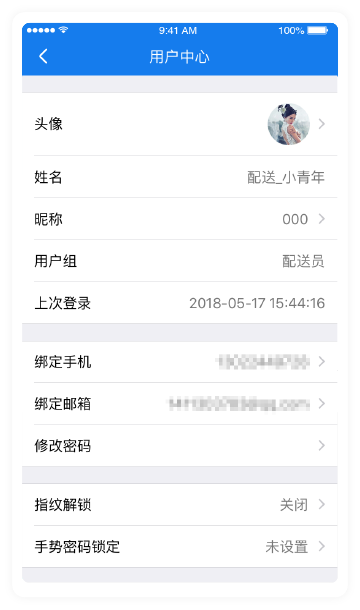 9:41 AM
100%
用户中心
头像
姓名 配送_小青年
昵称 000
用户组 配送员
上次登录 2018-05-17 15:44:16
绑定手机
绑定邮箱
修改密码
指纹解锁 关闭
手势密码锁定 未设置